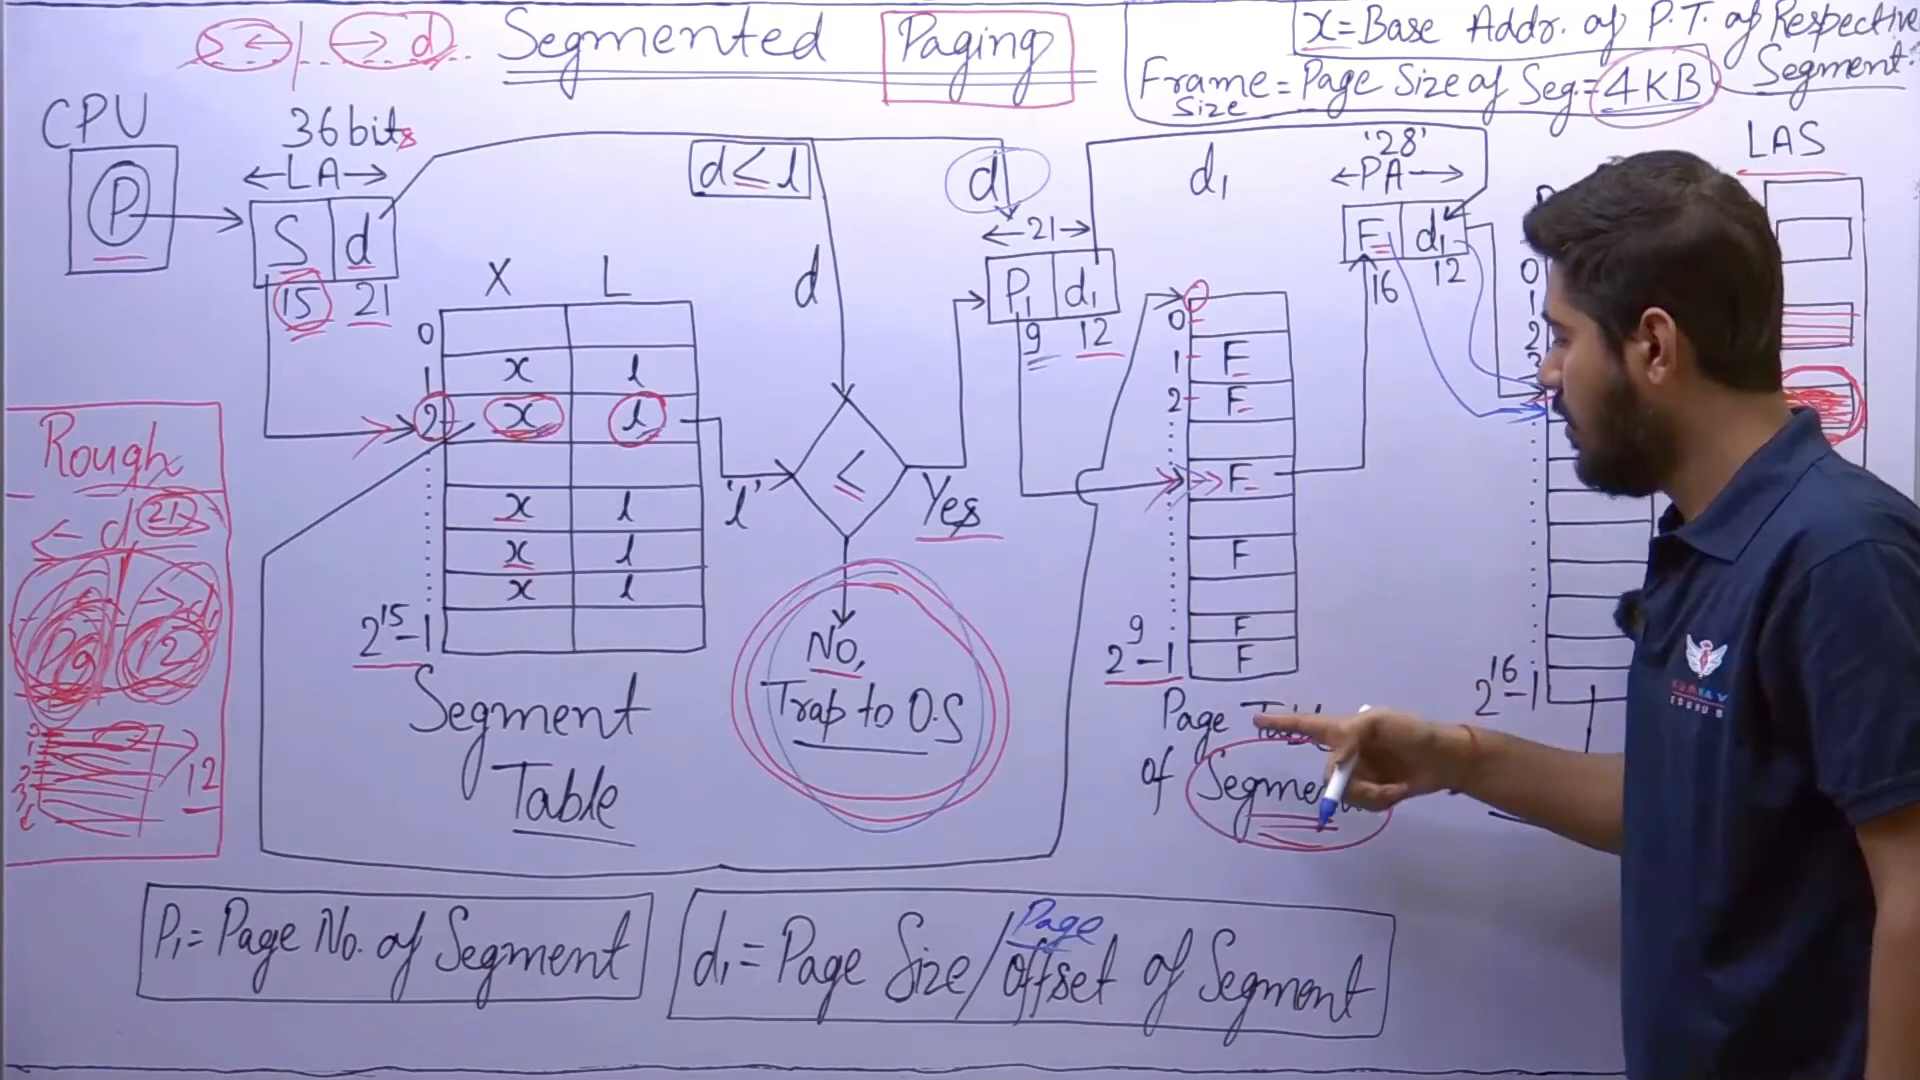 S ← | → d
Segmented Paging
x = Base Addr. of P.T. of Respective
Segment.
Frame = Page Size of Seg. = 4KB
Size
CPU
P
36 bits
←LA→
S d
15 21
d ≤ l
d
←21→
P1 d1
9 12
d1
'28'
←PA→
F d1
16 12
LAS
X L
0
1 x l
2 x l
x l
x l
x l
2^15-1
Segment
Table
d
'l'
≤
Yes
No,
Trap to O.S
0
1 F
2 F
F
F
F
F
2^9-1
Page Table
of Segment
0
1
2
3
2^16-1
Rough
← d 21 →
9 12
12
P1 = Page No. of Segment
d1 = Page Size/Page Offset of Segment